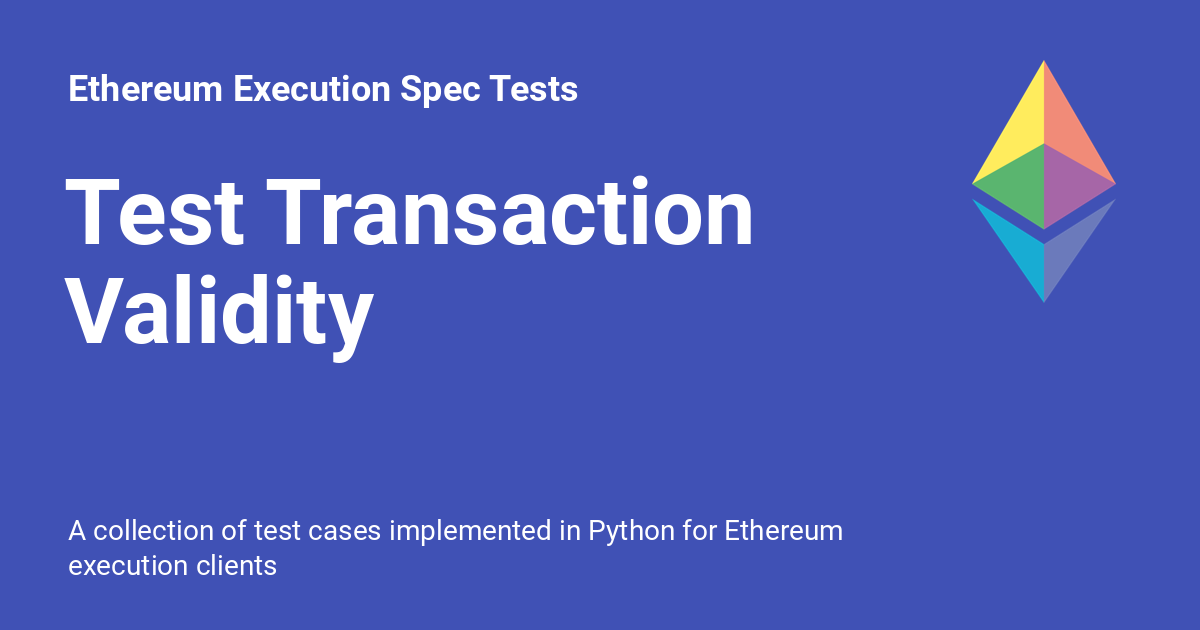 Ethereum Execution Spec Tests
Test Transaction
Validity
A collection of test cases implemented in Python for Ethereum
execution clients